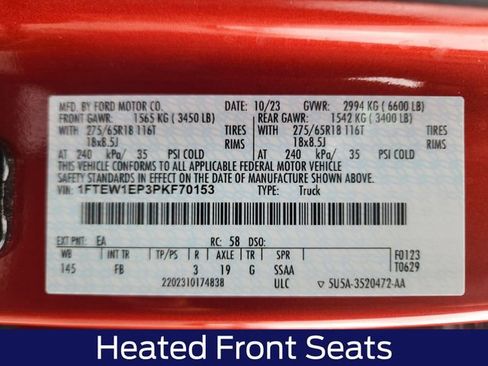 MFD. BY FORD MOTOR CO. 10/23 GVWR: 2994 KG ( 6600 LB)
FRONT GAWR: 1565 KG ( 3450 LB) REAR GAWR: 1542 KG ( 3400 LB)
WITH 275/65R18 116T TIRES WITH 275/65R18 116T TIRES
18x8.5J RIMS 18x8.5J RIMS
AT 240 kPa/ 35 PSI COLD AT 240 kPa/ 35 PSI COLD
THIS VEHICLE CONFORMS TO ALL APPLICABLE FEDERAL MOTOR VEHICLE
SAFETY STANDARDS IN EFFECT ON THE DATE OF MANUFACTURE SHOWN ABOVE.
VIN: 1FTEW1EP3PKF70153 TYPE: Truck
EXT PNT: EA RC: 58 DSO:
WB INT TR TP/PS R AXLE TR SPR F0123
145 FB 3 19 G SSAA T0629
2202310174838 ULC 5U5A-3520472-AA
Heated Front Seats